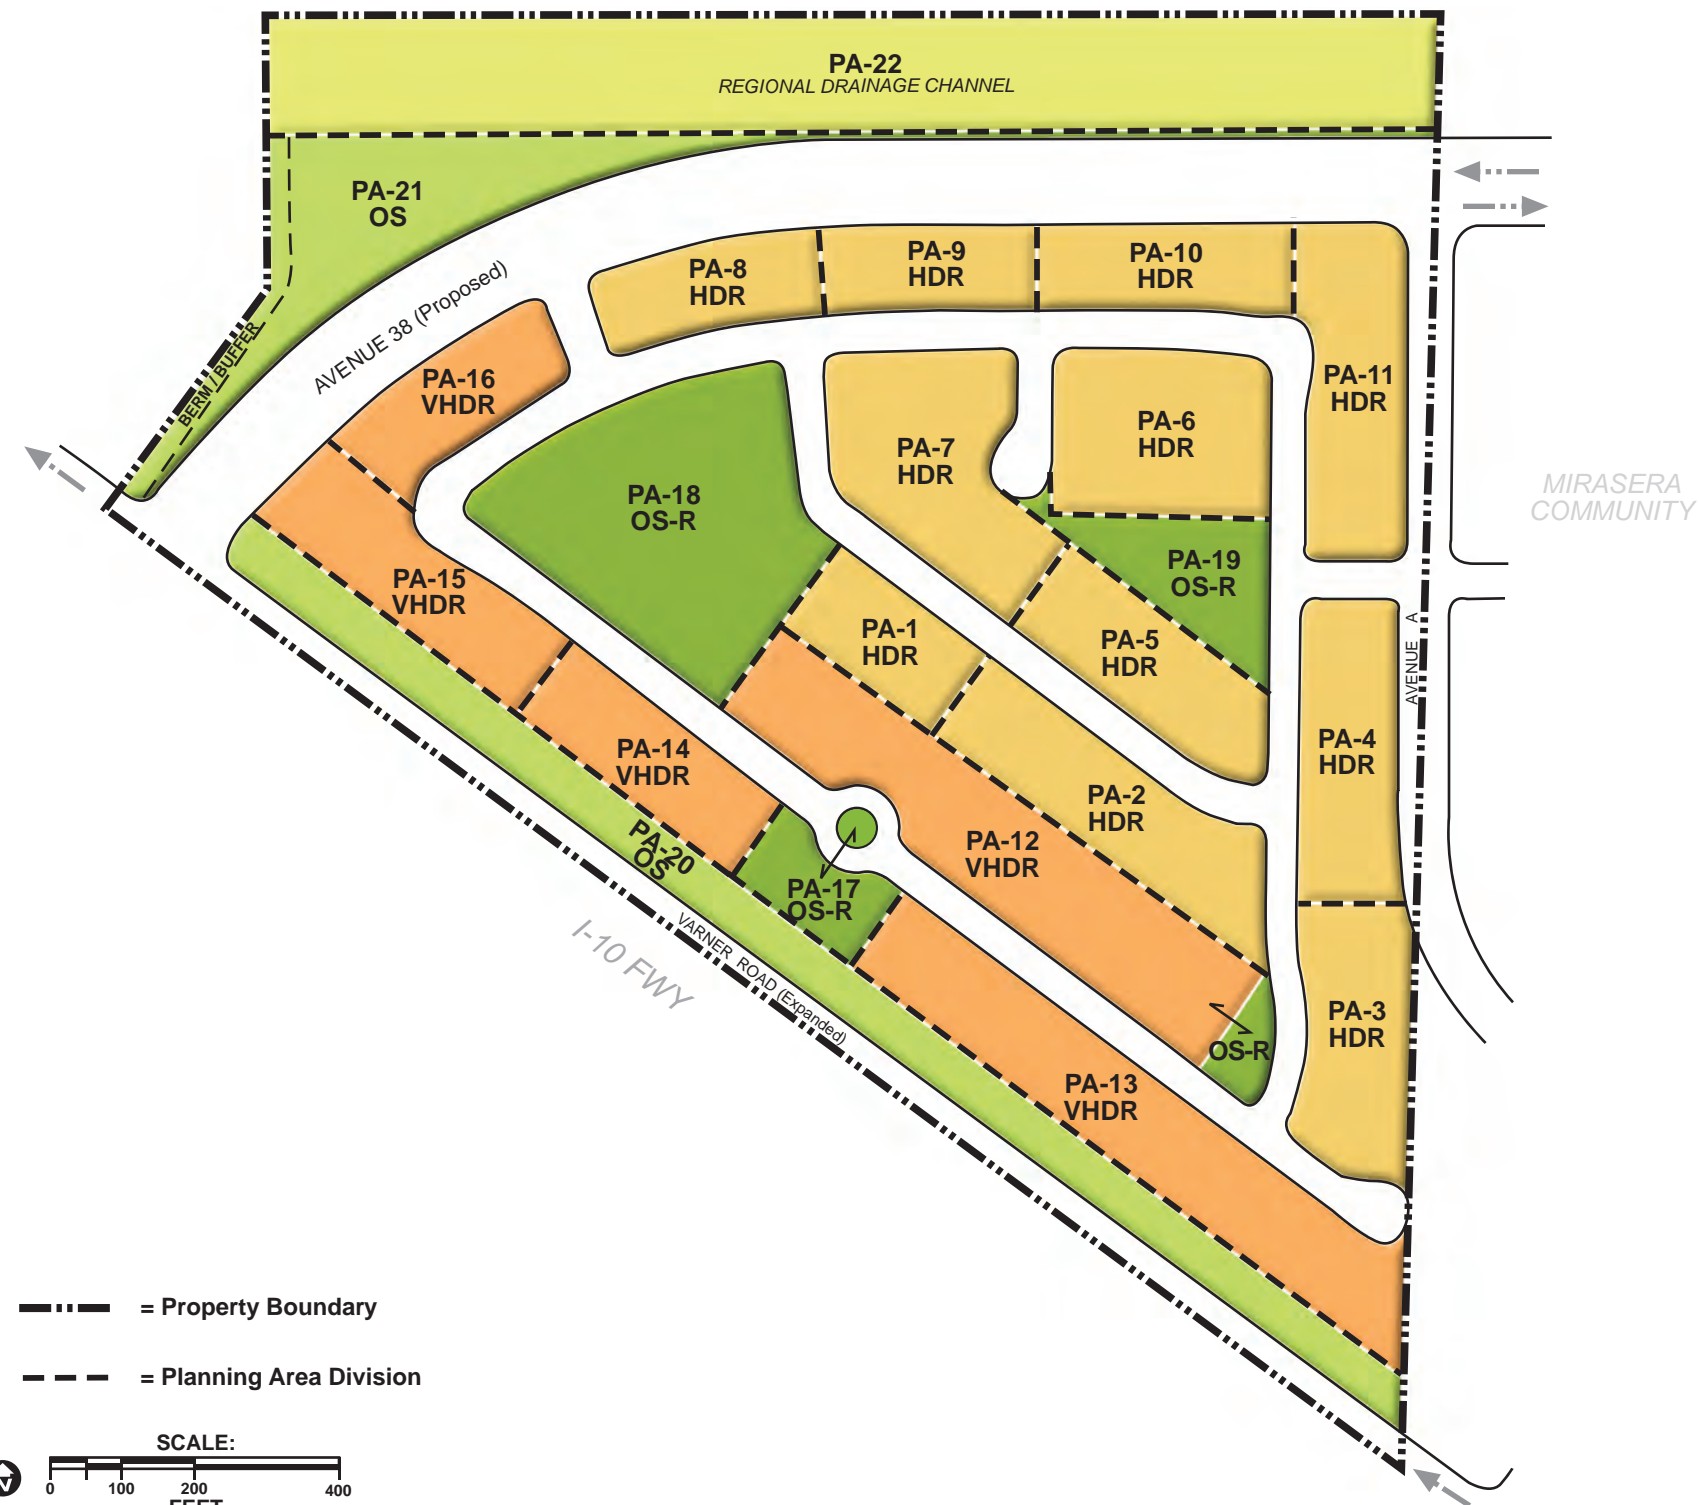 PA-22
REGIONAL DRAINAGE CHANNEL
PA-21
OS
BERM / BUFFER
AVENUE 38 (Proposed)
PA-8
HDR
PA-9
HDR
PA-10
HDR
PA-11
HDR
PA-16
VHDR
PA-7
HDR
PA-6
HDR
MIRASERA
COMMUNITY
PA-18
OS-R
PA-19
OS-R
PA-15
VHDR
PA-1
HDR
PA-5
HDR
AVENUE A
PA-14
VHDR
PA-4
HDR
PA-2
HDR
PA-12
VHDR
PA-20
OS
PA-17
OS-R
VARNER ROAD (Expanded)
I-10 FWY
PA-3
HDR
OS-R
PA-13
VHDR
= Property Boundary
= Planning Area Division
SCALE:
0 100 200 400
FEET